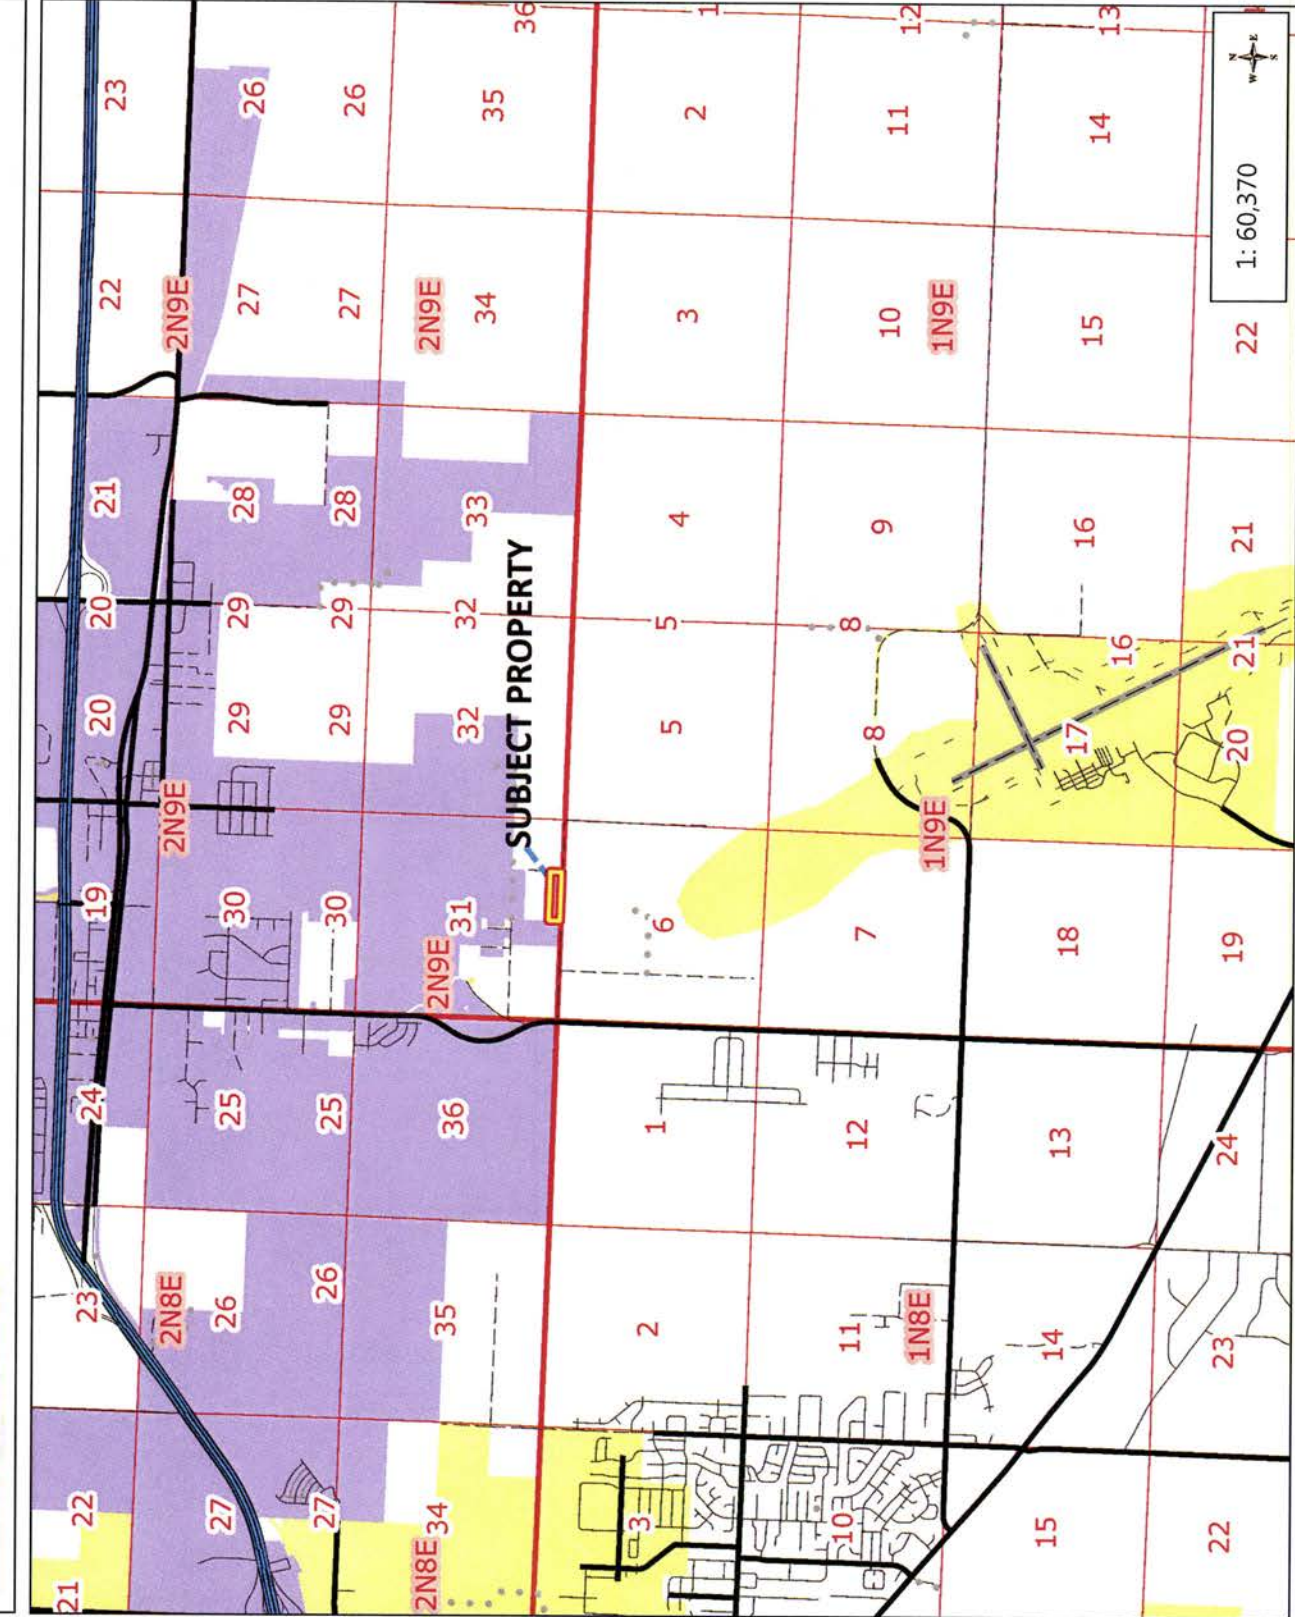 21 22 23 24 19 20 20 21 22 23
2N8E 2N9E 2N9E
27 26 25 30 29 29 28 27 26
27 26 25 30 29 29 28 27 26
2N8E 2N9E 2N9E
34 35 36 31 32 32 33 34 35 36
SUBJECT PROPERTY
3 2 1 6 5 5 4 3 2 1
10 11 12 7 8 8 9 10 11 12
1N8E 1N9E 1N9E
15 14 13 18 17 16 16 15 14 13
22 23 24 19 20 21 21 22
1: 60,370
N
W E
S